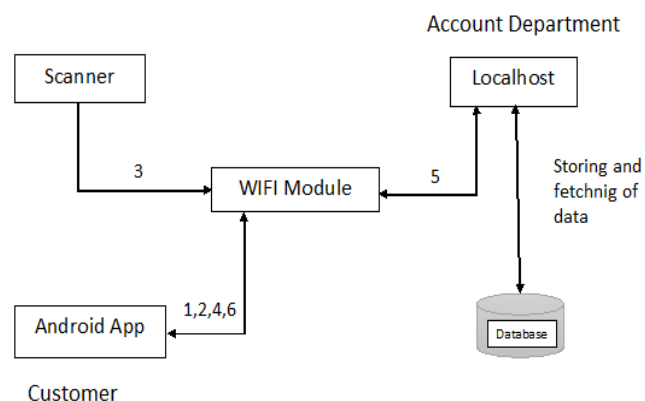 Account Department
Scanner
Localhost
3
WIFI Module
5
Storing and
fetchnig of
data
1,2,4,6
Android App
Database
Customer